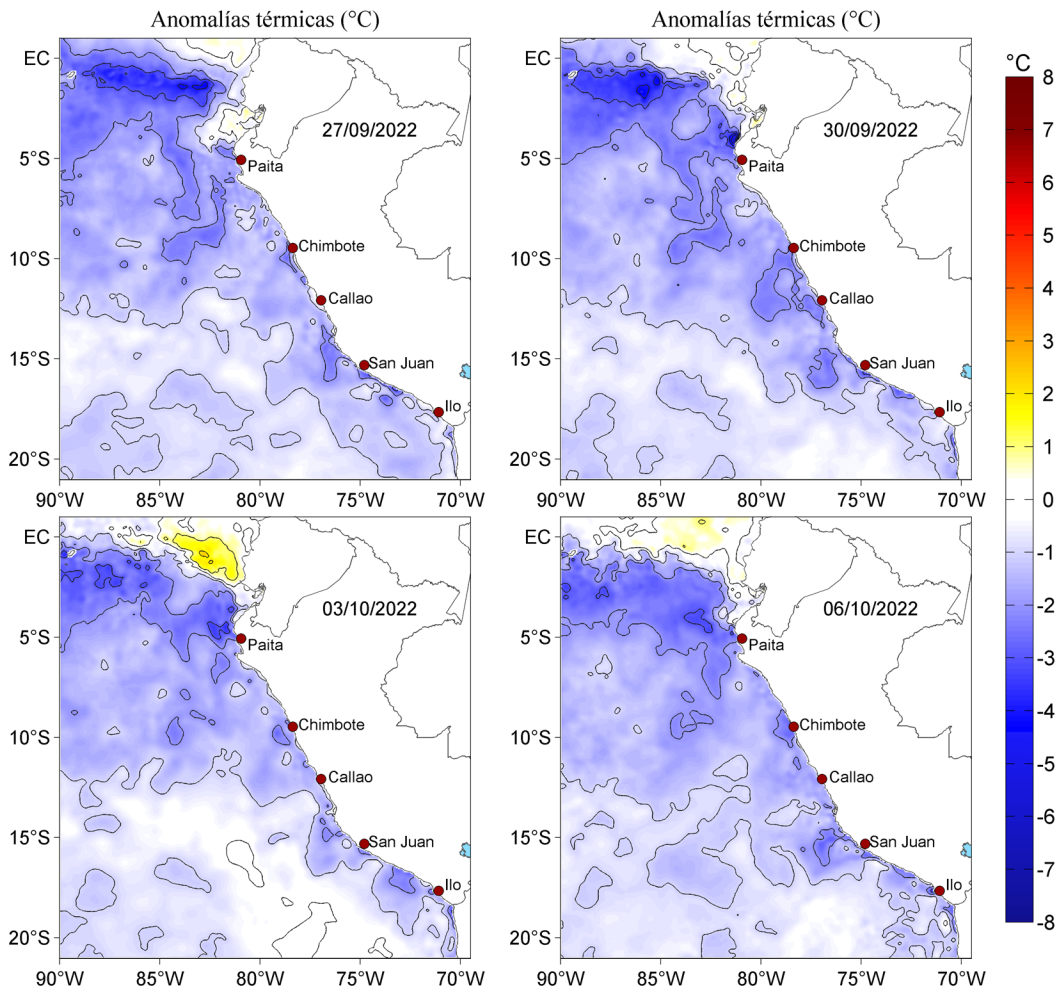 Anomalías térmicas (°C)
Anomalías térmicas (°C)
EC
5°S
10°S
15°S
20°S
27/09/2022
Paita
Chimbote
Callao
San Juan
Ilo
90°W
85°W
80°W
75°W
70°W
EC
5°S
10°S
15°S
20°S
30/09/2022
Paita
Chimbote
Callao
San Juan
Ilo
90°W
85°W
80°W
75°W
70°W
EC
5°S
10°S
15°S
20°S
03/10/2022
Paita
Chimbote
Callao
San Juan
Ilo
90°W
85°W
80°W
75°W
70°W
EC
5°S
10°S
15°S
20°S
06/10/2022
Paita
Chimbote
Callao
San Juan
Ilo
90°W
85°W
80°W
75°W
70°W
°C
8
7
6
5
4
3
2
1
0
-1
-2
-3
-4
-5
-6
-7
-8